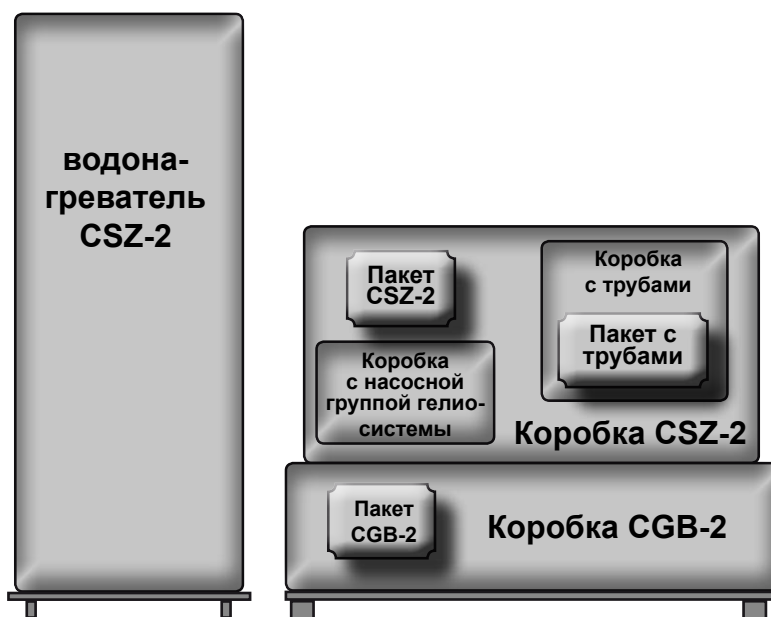 водона-
греватель
CSZ-2
Пакет
CSZ-2
Коробка
с трубами
Пакет с
трубами
Коробка
с насосной
группой гелио-
системы
Коробка CSZ-2
Пакет
CGB-2
Коробка CGB-2